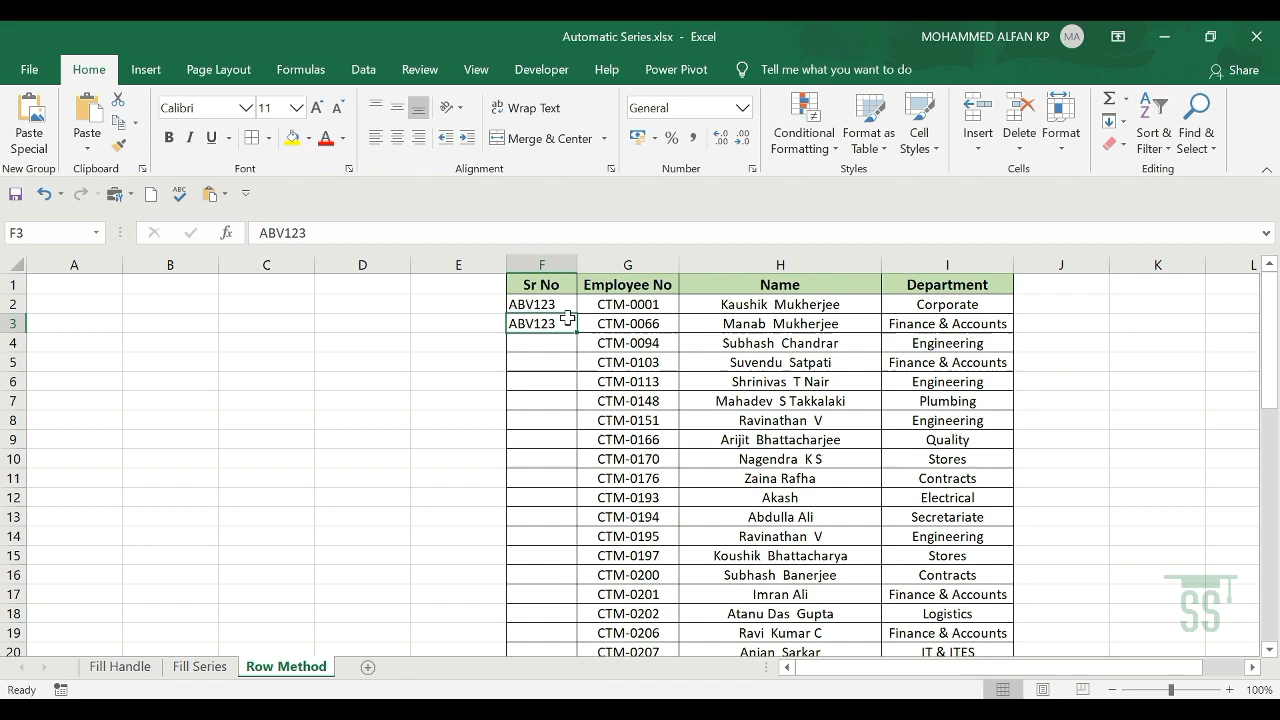 Automatic Series.xlsx - Excel
MOHAMMED ALFAN KP MA
File Home Insert Page Layout Formulas Data Review View Developer Help Power Pivot Tell me what you want to do Share
Paste Special
New Group
Paste
Clipboard
Calibri 11
B I U
Font
Wrap Text
Merge & Center
Alignment
General
Number
Conditional Formatting
Format as Table
Cell Styles
Styles
Insert
Delete
Format
Cells
Sort & Filter
Find & Select
Editing
F3 fx ABV123
A B C D E F G H I J K L
1 Sr No Employee No Name Department
2 ABV123 CTM-0001 Kaushik Mukherjee Corporate
3 ABV123 CTM-0066 Manab Mukherjee Finance & Accounts
4 CTM-0094 Subhash Chandrar Engineering
5 CTM-0103 Suvendu Satpati Finance & Accounts
6 CTM-0113 Shrinivas T Nair Engineering
7 CTM-0148 Mahadev S Takkalaki Plumbing
8 CTM-0151 Ravinathan V Engineering
9 CTM-0166 Arijit Bhattacharjee Quality
10 CTM-0170 Nagendra K S Stores
11 CTM-0176 Zaina Rafha Contracts
12 CTM-0193 Akash Electrical
13 CTM-0194 Abdulla Ali Secretariate
14 CTM-0195 Ravinathan V Engineering
15 CTM-0197 Koushik Bhattacharya Stores
16 CTM-0200 Subhash Banerjee Contracts
17 CTM-0201 Imran Ali Finance & Accounts
18 CTM-0202 Atanu Das Gupta Logistics
19 CTM-0206 Ravi Kumar C Finance & Accounts
20 CTM-0207 Anjan Sarkar IT & ITES
SS
Fill Handle Fill Series Row Method
Ready 100%